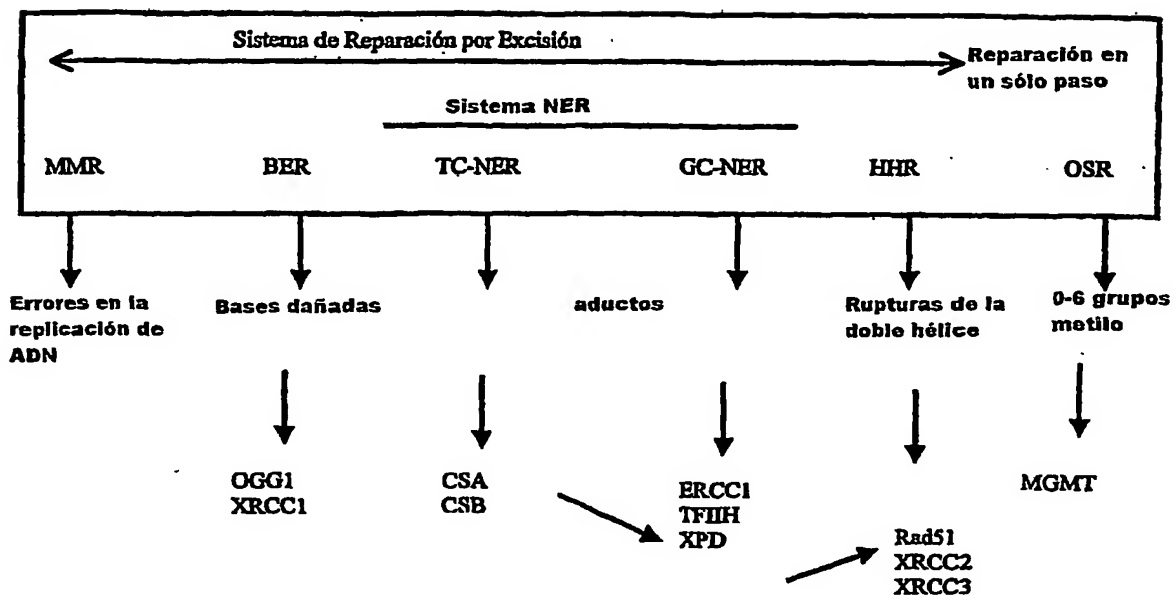 Sistema de Reparación por Excisión
Reparación en
un sólo paso
Sistema NER
MMR
BER
TC-NER
GC-NER
HHR
OSR
Errores en la
replicación de
ADN
Bases dañadas
aductos
Rupturas de la
doble hélice
0-6 grupos
metilo
OGG1
XRCC1
CSA
CSB
ERCC1
TFIIH
XPD
Rad51
XRCC2
XRCC3
MGMT